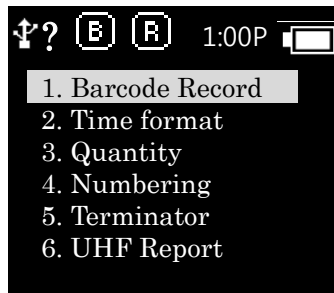 ? B R 1:00P
1. Barcode Record
2. Time format
3. Quantity
4. Numbering
5. Terminator
6. UHF Report